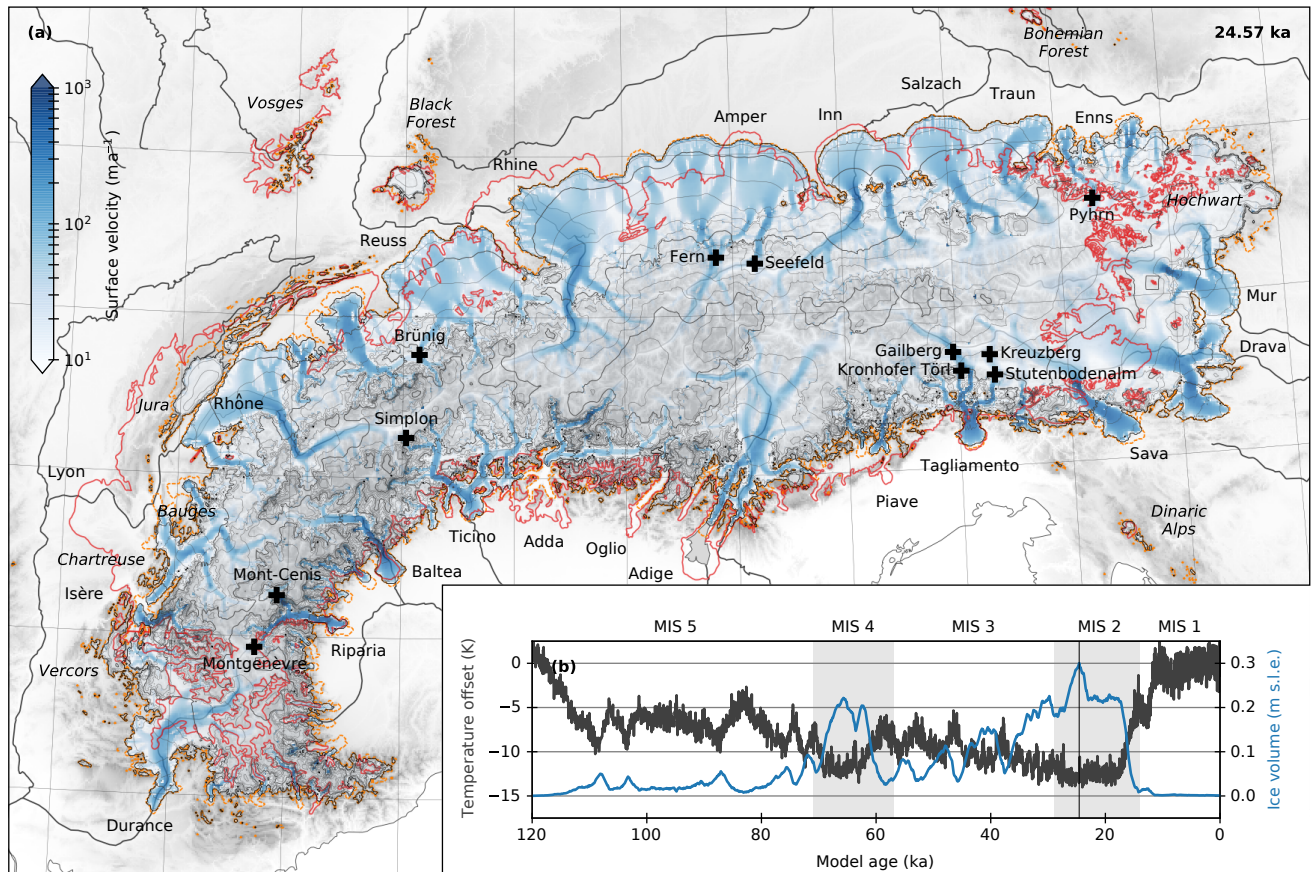 (a)
24.57 ka
Bohemian
Forest
10³
10²
10¹
Surface velocity (m a⁻¹)
Vosges
Black
Forest
Salzach
Traun
Amper
Inn
Enns
Rhine
Hochwart
Pyhrn
Reuss
Fern
Seefeld
Mur
Brünig
Gailberg
Kreuzberg
Drava
Kronhofer Törl
Stutenbodenalm
Jura
Rhône
Simplon
Sava
Tagliamento
Lyon
Piave
Bauges
Dinaric
Alps
Ticino
Adda
Oglio
Chartreuse
Mont-Cenis
Baltea
Adige
Isère
Riparia
Vercors
Montgenèvre
Durance
MIS 5
MIS 4
MIS 3
MIS 2
MIS 1
(b)
Temperature offset (K)
0
−5
−10
−15
0.3
0.2
0.1
0.0
Ice volume (m s.l.e.)
120
100
80
60
40
20
0
Model age (ka)